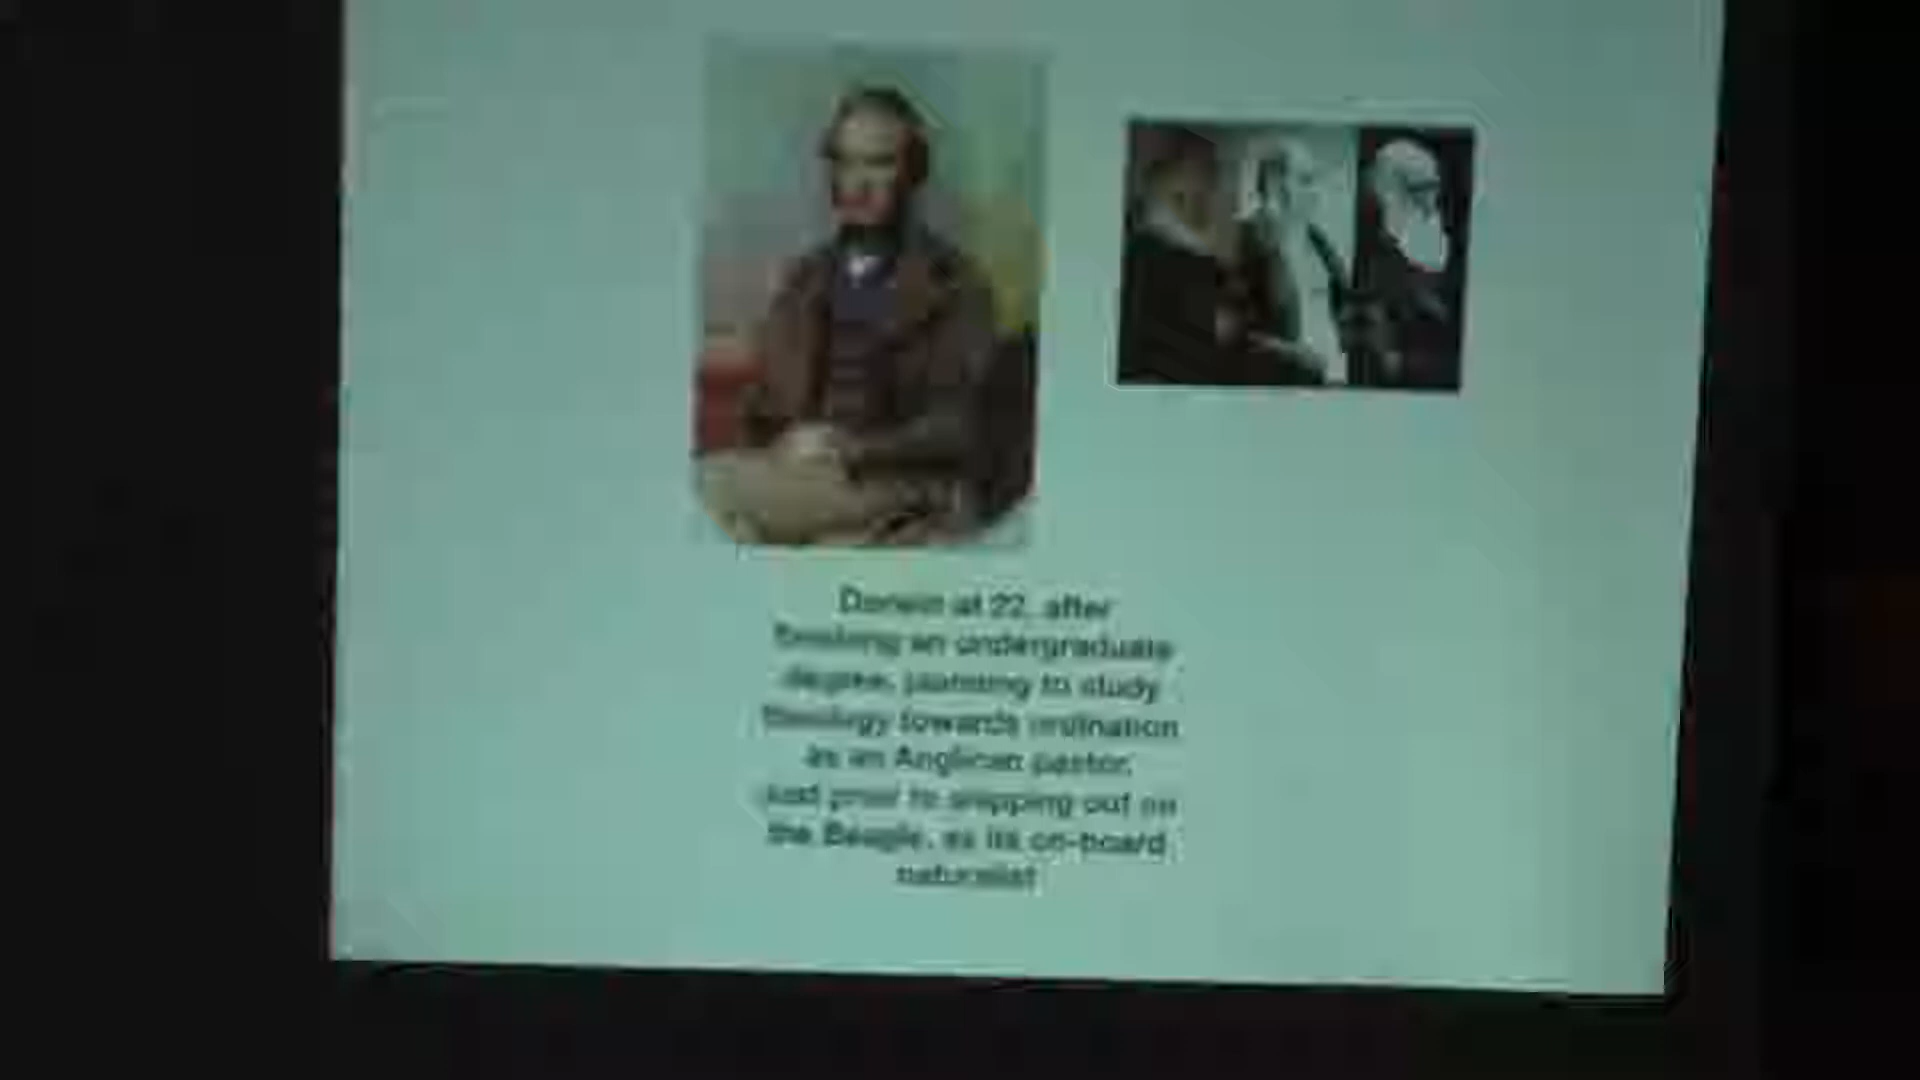 Darwin at 22, after
finishing an undergraduate
degree, planning to study
theology towards ordination
as an Anglican pastor,
just prior to shipping out on
the Beagle, as its on-board
naturalist